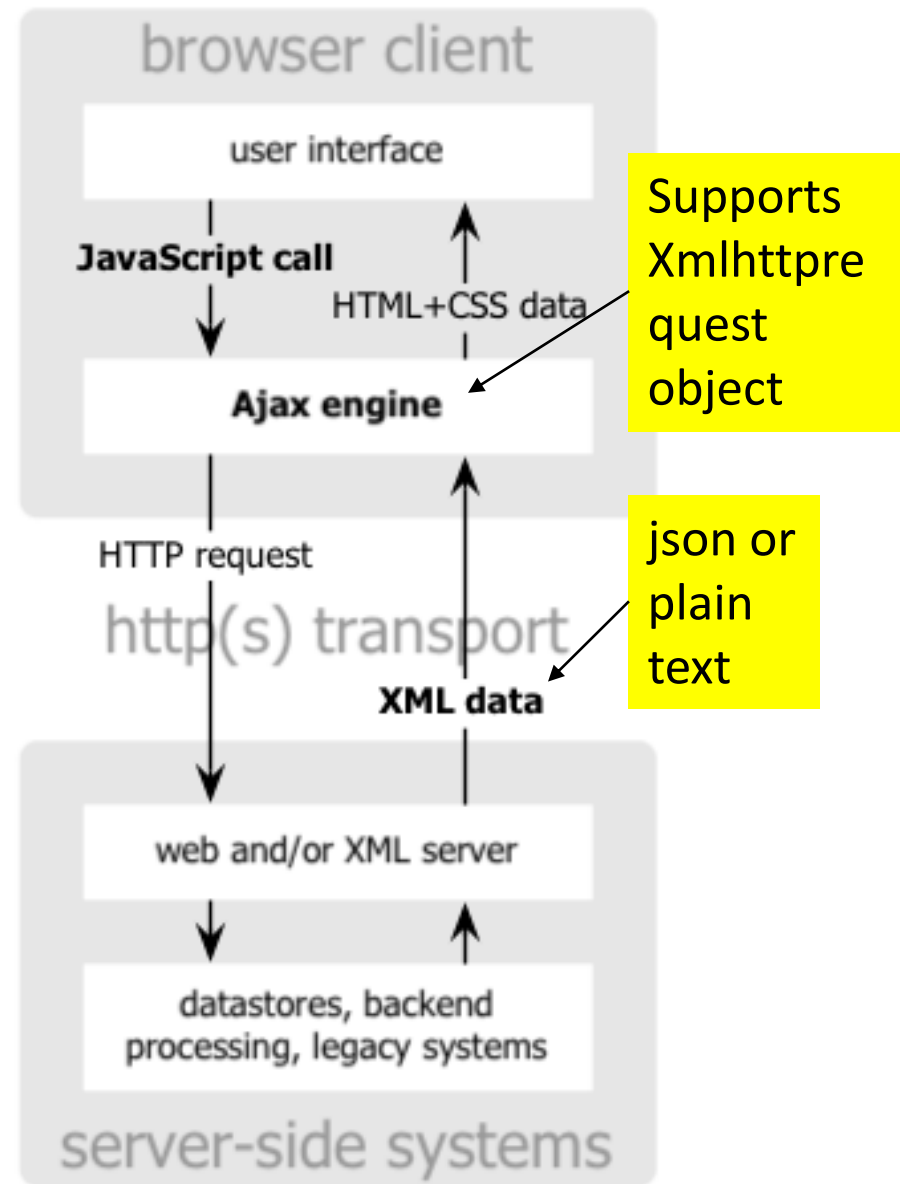 browser client
user interface
JavaScript call
HTML+CSS data
Ajax engine
Supports
Xmlhttpre
quest
object
HTTP request
http(s) transport
XML data
json or
plain
text
web and/or XML server
datastores, backend
processing, legacy systems
server-side systems